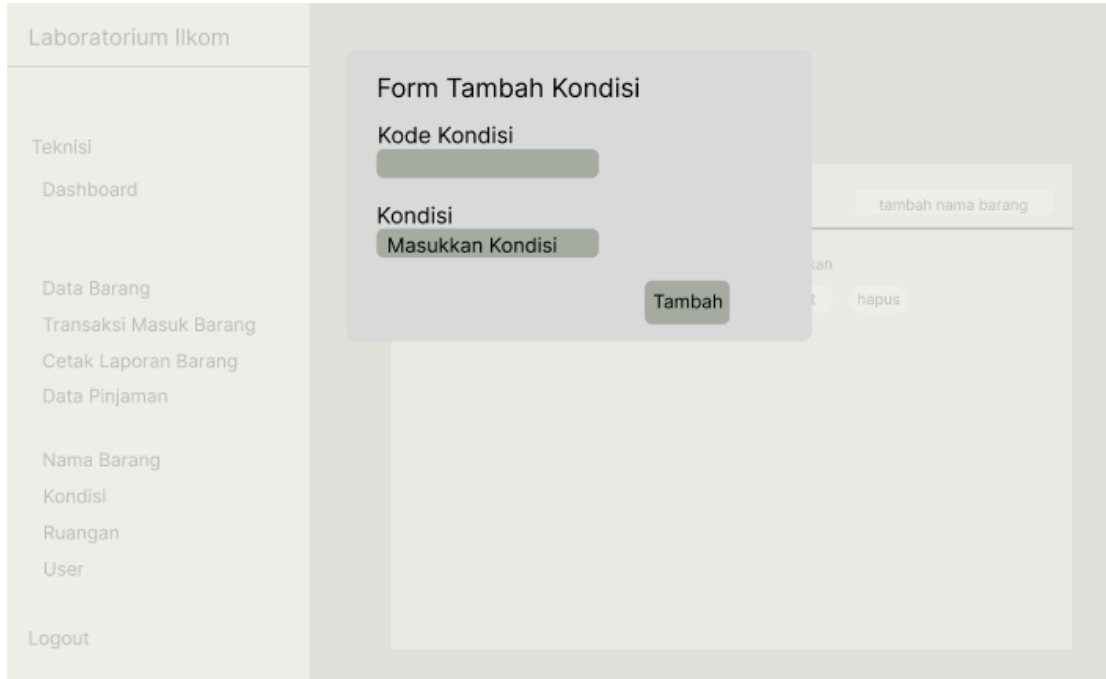 Laboratorium Ilkom
Teknisi
Dashboard
Data Barang
Transaksi Masuk Barang
Cetak Laporan Barang
Data Pinjaman
Nama Barang
Kondisi
Ruangan
User
Logout
Form Tambah Kondisi
Kode Kondisi
Kondisi
Masukkan Kondisi
Tambah
tambah nama barang
hapus